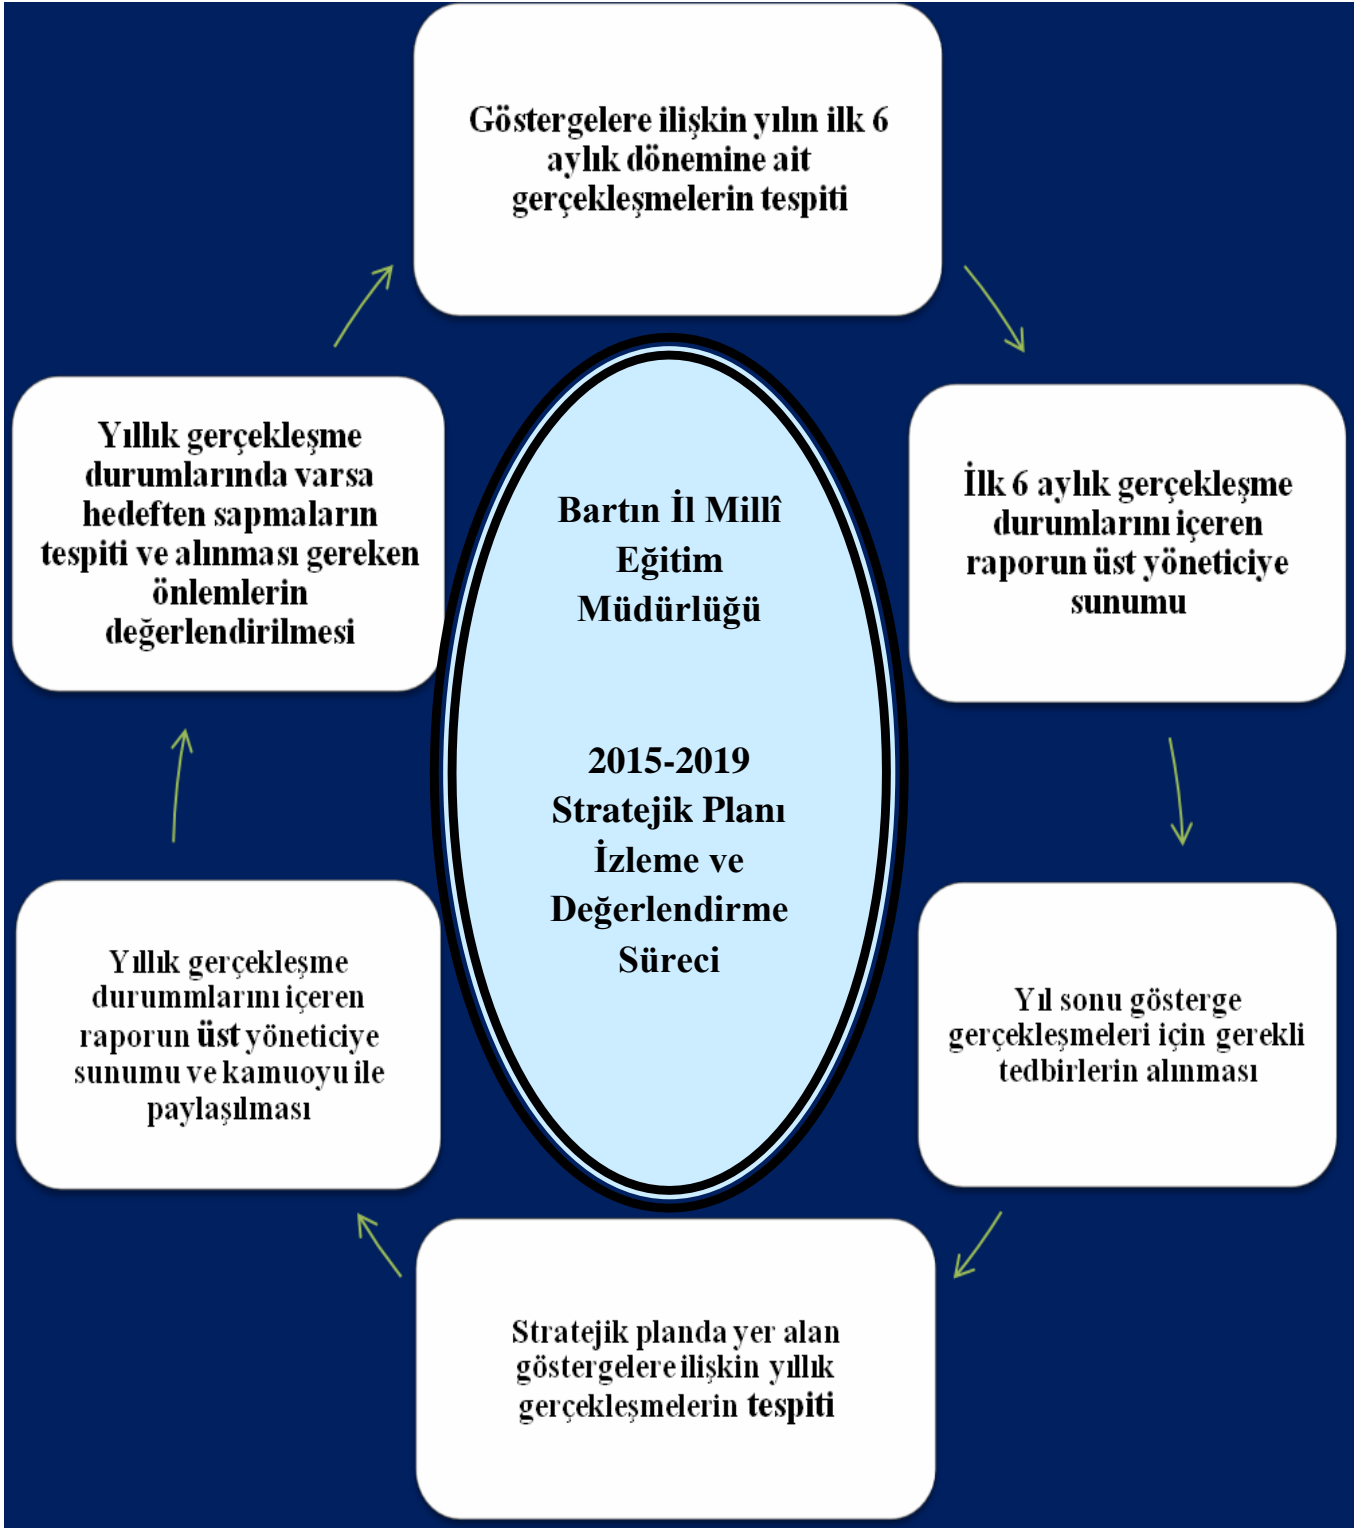 Göstergelere ilişkin yılın ilk 6
aylık dönemine ait
gerçekleşmelerin tespiti
İlk 6 aylık gerçekleşme
durumlarını içeren
raporun üst yöneticiye
sunumu
Yıl sonu gösterge
gerçekleşmeleri için gerekli
tedbirlerin alınması
Stratejik planda yer alan
göstergelere ilişkin yıllık
gerçekleşmelerin tespiti
Yıllık gerçekleşme
durummlarını içeren
raporun üst yöneticiye
sunumu ve kamuoyu ile
paylaşılması
Yıllık gerçekleşme
durumlarında varsa
hedeften sapmaların
tespiti ve alınması gereken
önlemlerin
değerlendirilmesi
Bartın İl Millî
Eğitim
Müdürlüğü
2015-2019
Stratejik Planı
İzleme ve
Değerlendirme
Süreci